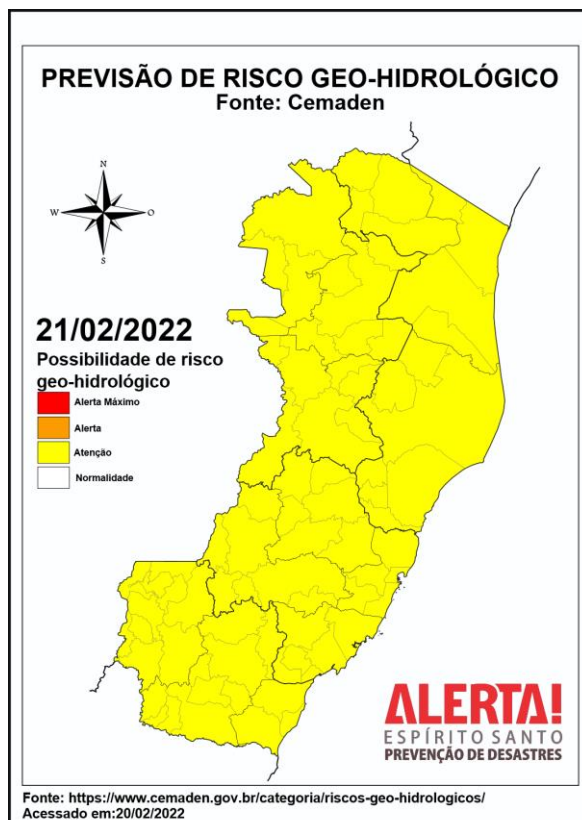 PREVISÃO DE RISCO GEO-HIDROLÓGICO
Fonte: Cemaden
N
W
O
S
21/02/2022
Possibilidade de risco
geo-hidrológico
Alerta Máximo
Alerta
Atenção
Normalidade
ALERTA!
ESPÍRITO SANTO
PREVENÇÃO DE DESASTRES
Fonte: https://www.cemaden.gov.br/categoria/riscos-geo-hidrologicos/
Acessado em:20/02/2022